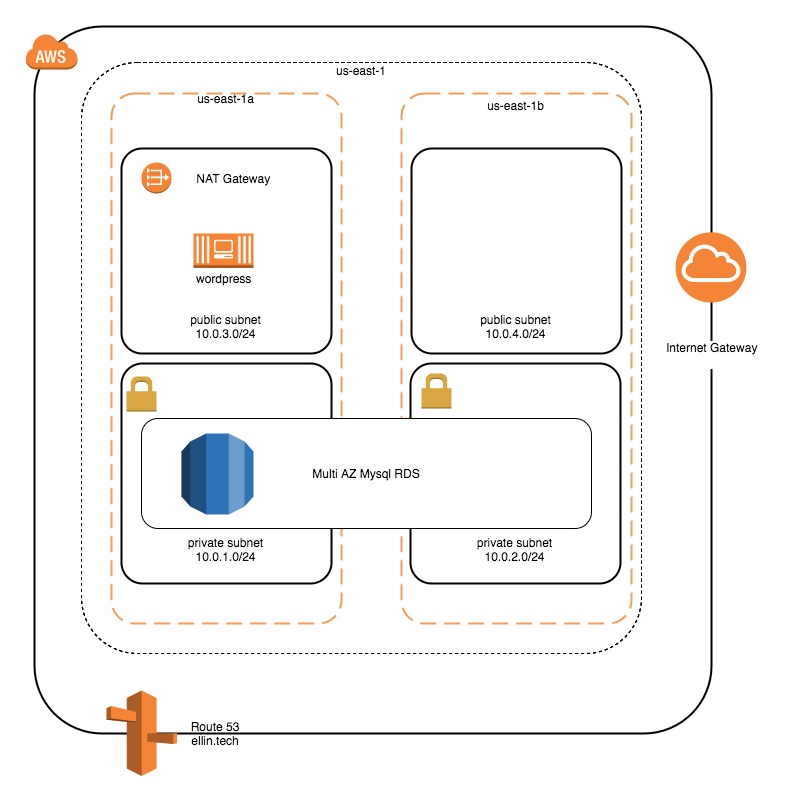 AWS
us-east-1
us-east-1a
us-east-1b
NAT Gateway
wordpress
public subnet
10.0.3.0/24
public subnet
10.0.4.0/24
Internet Gateway
Multi AZ Mysql RDS
private subnet
10.0.1.0/24
private subnet
10.0.2.0/24
Route 53
ellin.tech